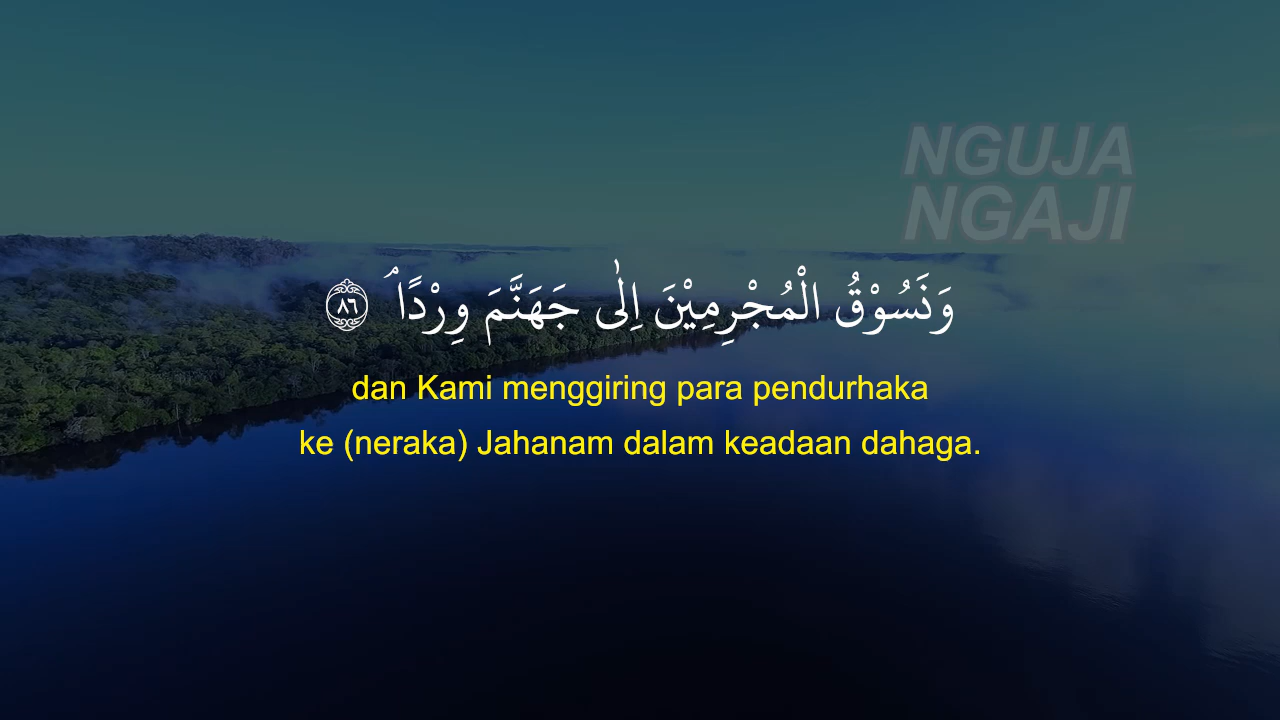 NGUJA
NGAJI
وَنَسُوْقُ الْمُجْرِمِيْنَ اِلٰى جَهَنَّمَ وِرْدًا ۘ ٨٦
dan Kami menggiring para pendurhaka
ke (neraka) Jahanam dalam keadaan dahaga.